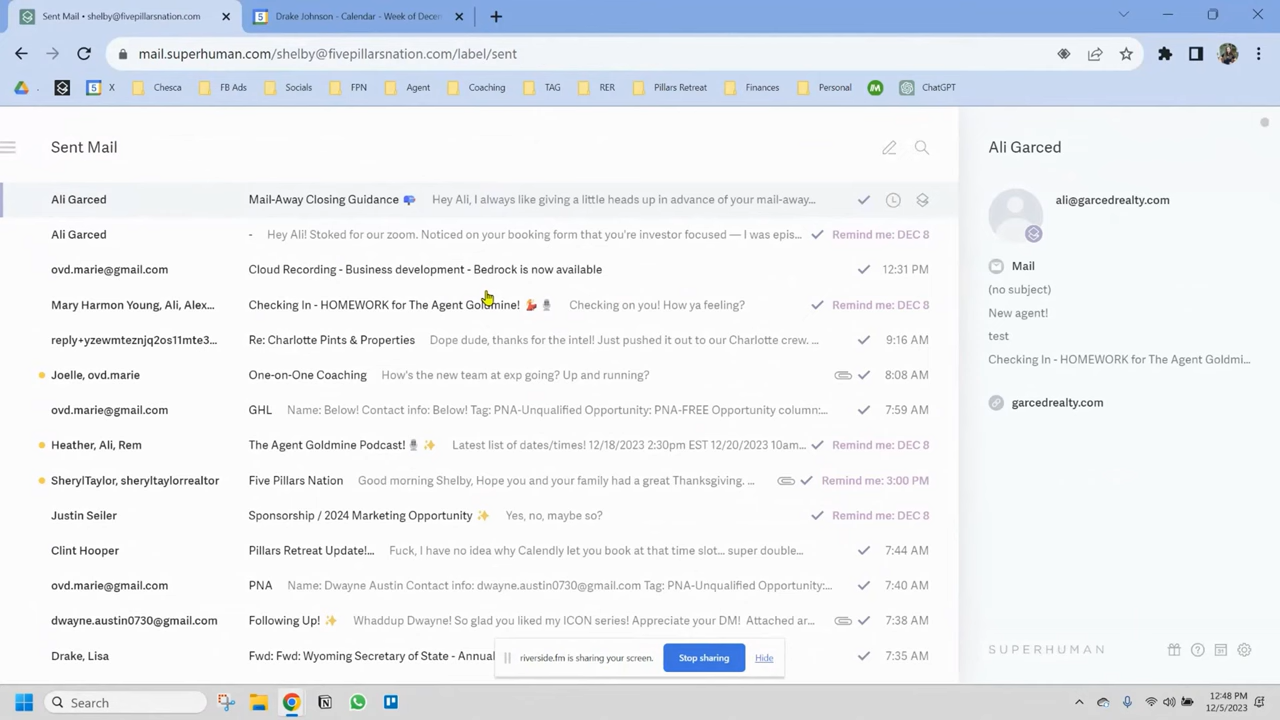 Sent Mail • shelby@fivepillarsnation.c
Drake Johnson - Calendar - Week of Decem
mail.superhuman.com/shelby@fivepillarsnation.com/label/sent
X Chesca FB Ads Socials FPN Agent Coaching TAG RER Pillars Retreat Finances Personal ChatGPT
Sent Mail
Ali Garced Mail-Away Closing Guidance 📪 Hey Ali, I always like giving a little heads up in advance of your mail-away...
Ali Garced - Hey Ali! Stoked for our zoom. Noticed on your booking form that you're investor focused — I was epis... Remind me: DEC 8
ovd.marie@gmail.com Cloud Recording - Business development - Bedrock is now available 12:31 PM
Mary Harmon Young, Ali, Alex... Checking In - HOMEWORK for The Agent Goldmine! 💃 🎙️ Checking on you! How ya feeling? Remind me: DEC 8
reply+yzewmteznjq2os11mte3... Re: Charlotte Pints & Properties Dope dude, thanks for the intel! Just pushed it out to our Charlotte crew. ... 9:16 AM
Joelle, ovd.marie One-on-One Coaching How's the new team at exp going? Up and running? 8:08 AM
ovd.marie@gmail.com GHL Name: Below! Contact info: Below! Tag: PNA-Unqualified Opportunity: PNA-FREE Opportunity column:... 7:59 AM
Heather, Ali, Rem The Agent Goldmine Podcast! 🎙️ ✨ Latest list of dates/times! 12/18/2023 2:30pm EST 12/20/2023 10am... Remind me: DEC 8
SherylTaylor, sheryltaylorrealtor Five Pillars Nation Good morning Shelby, Hope you and your family had a great Thanksgiving. ... Remind me: 3:00 PM
Justin Seiler Sponsorship / 2024 Marketing Opportunity ✨ Yes, no, maybe so? Remind me: DEC 8
Clint Hooper Pillars Retreat Update!... Fuck, I have no idea why Calendly let you book at that time slot... super double... 7:44 AM
ovd.marie@gmail.com PNA Name: Dwayne Austin Contact info: dwayne.austin0730@gmail.com Tag: PNA-Unqualified Opportunity:... 7:40 AM
dwayne.austin0730@gmail.com Following Up! ✨ Whaddup Dwayne! So glad you liked my ICON series! Appreciate your DM! Attached ar... 7:38 AM
Drake, Lisa Fwd: Fwd: Wyoming Secretary of State - Annual 7:35 AM
Ali Garced
ali@garcedrealty.com
Mail
(no subject)
New agent!
test
Checking In - HOMEWORK for The Agent Goldmi...
garcedrealty.com
SUPERHUMAN
riverside.fm is sharing your screen. Stop sharing Hide
Search
12:48 PM
12/5/2023